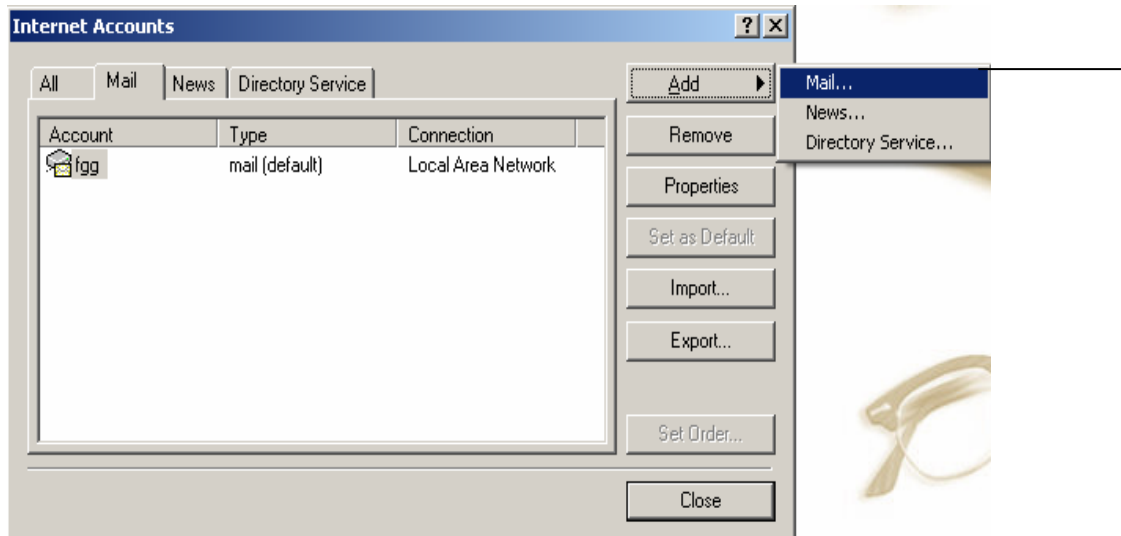 Internet Accounts
All Mail News Directory Service
Add
Mail...
News...
Directory Service...
Account Type Connection
Remove
fgg mail (default) Local Area Network
Properties
Set as Default
Import...
Export...
Set Order...
Close